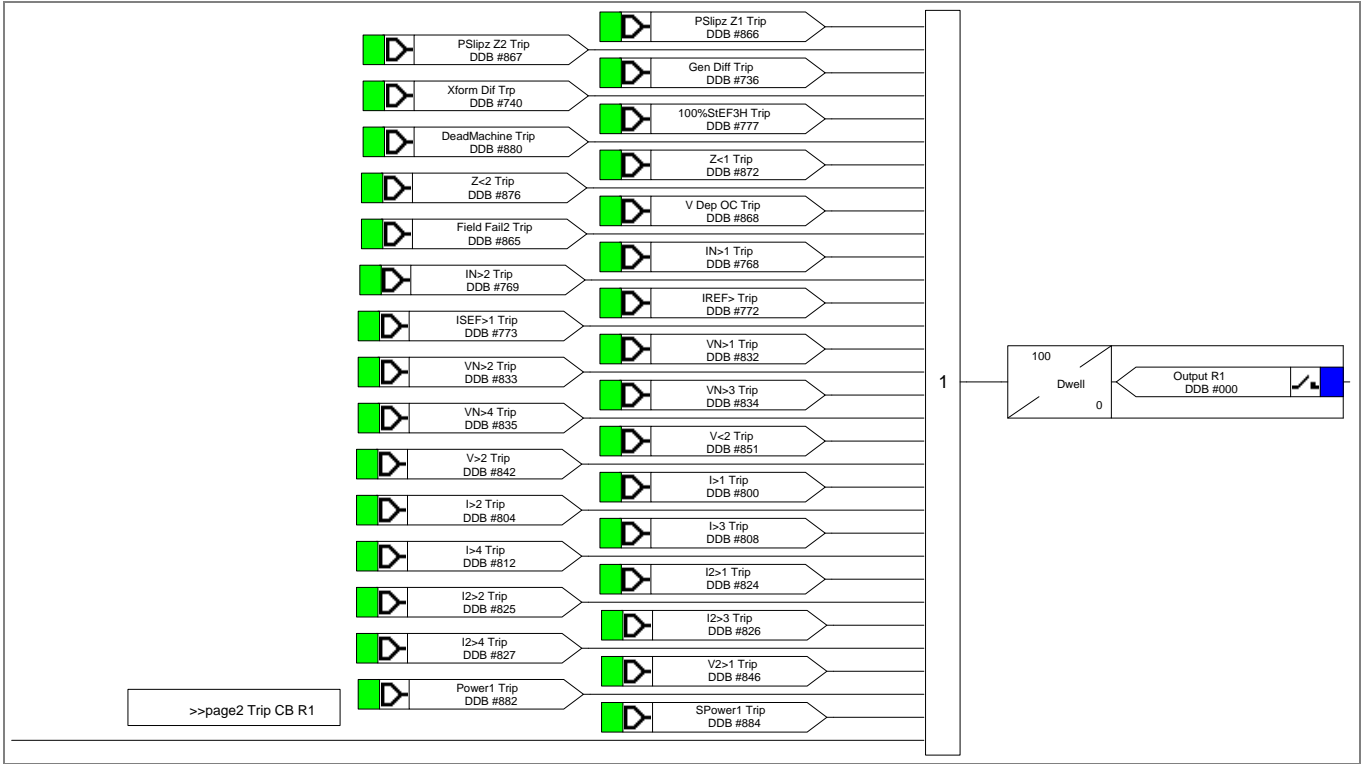 PSlipz Z1 Trip
DDB #866
PSlipz Z2 Trip
DDB #867
Gen Diff Trip
DDB #736
Xform Dif Trp
DDB #740
100%StEF3H Trip
DDB #777
DeadMachine Trip
DDB #880
Z<1 Trip
DDB #872
Z<2 Trip
DDB #876
V Dep OC Trip
DDB #868
Field Fail2 Trip
DDB #865
IN>1 Trip
DDB #768
IN>2 Trip
DDB #769
IREF> Trip
DDB #772
ISEF>1 Trip
DDB #773
VN>1 Trip
DDB #832
VN>2 Trip
DDB #833
VN>3 Trip
DDB #834
VN>4 Trip
DDB #835
V<2 Trip
DDB #851
V>2 Trip
DDB #842
I>1 Trip
DDB #800
I>2 Trip
DDB #804
I>3 Trip
DDB #808
I>4 Trip
DDB #812
I2>1 Trip
DDB #824
I2>2 Trip
DDB #825
I2>3 Trip
DDB #826
I2>4 Trip
DDB #827
V2>1 Trip
DDB #846
Power1 Trip
DDB #882
SPower1 Trip
DDB #884
>>page2 Trip CB R1
1
100
Dwell
0
Output R1
DDB #000